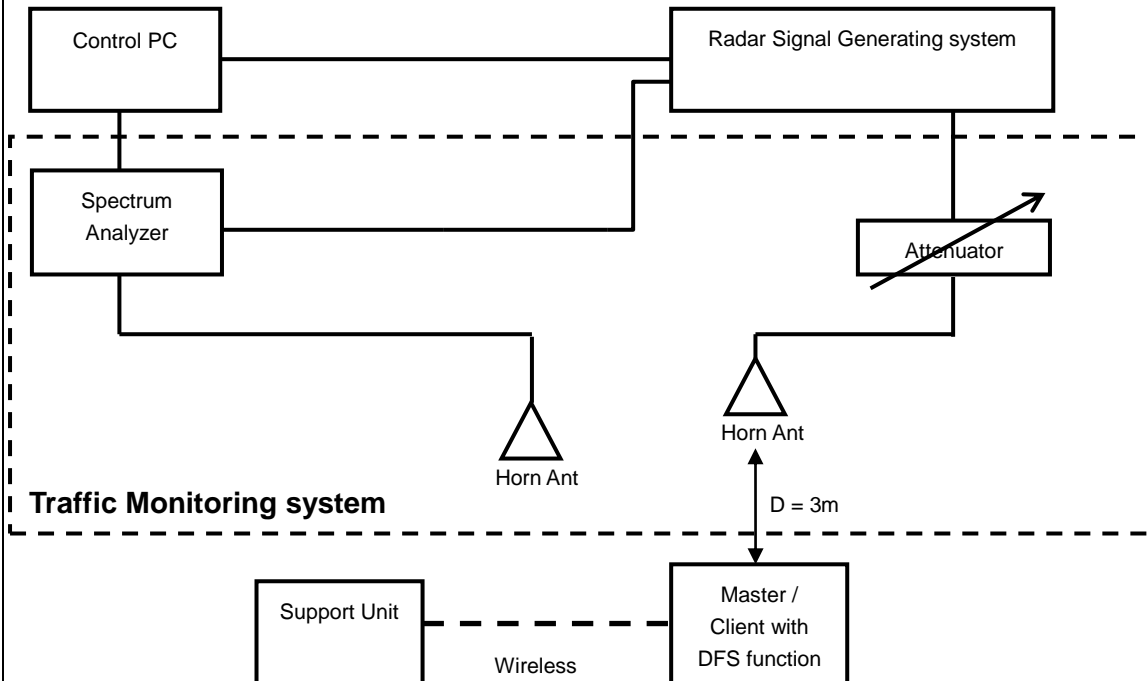 Control PC
Radar Signal Generating system
Spectrum
Analyzer
Attenuator
Horn Ant
Horn Ant
Traffic Monitoring system
D = 3m
Support Unit
Wireless
Master /
Client with
DFS function